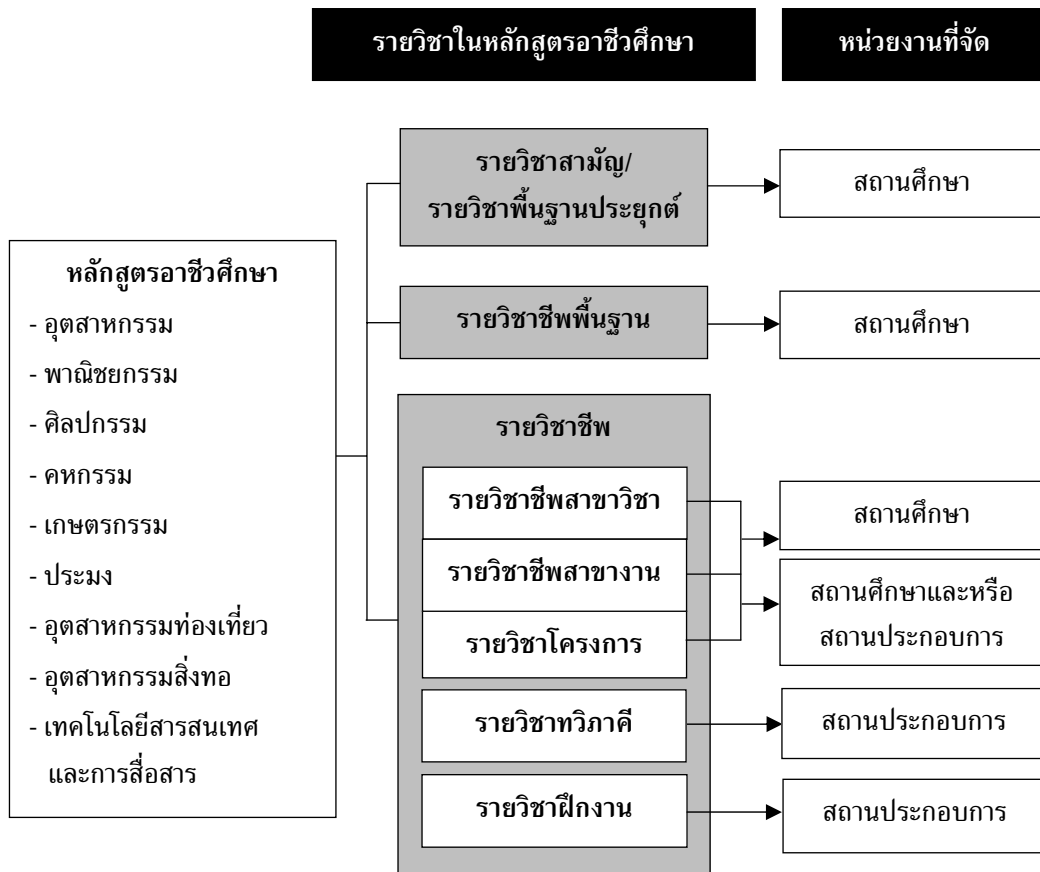 รายวิชาในหลักสูตรอาชีวศึกษา
หน่วยงานที่จัด
หลักสูตรอาชีวศึกษา
- อุตสาหกรรม
- พาณิชยกรรม
- ศิลปกรรม
- คหกรรม
- เกษตรกรรม
- ประมง
- อุตสาหกรรมท่องเที่ยว
- อุตสาหกรรมสิ่งทอ
- เทคโนโลยีสารสนเทศ
และการสื่อสาร
รายวิชาสามัญ/
รายวิชาพื้นฐานประยุกต์
สถานศึกษา
รายวิชาชีพพื้นฐาน
สถานศึกษา
รายวิชาชีพ
รายวิชาชีพสาขาวิชา
รายวิชาชีพสาขางาน
รายวิชาโครงการ
สถานศึกษา
สถานศึกษาและหรือ
สถานประกอบการ
รายวิชาทวิภาคี
สถานประกอบการ
รายวิชาฝึกงาน
สถานประกอบการ